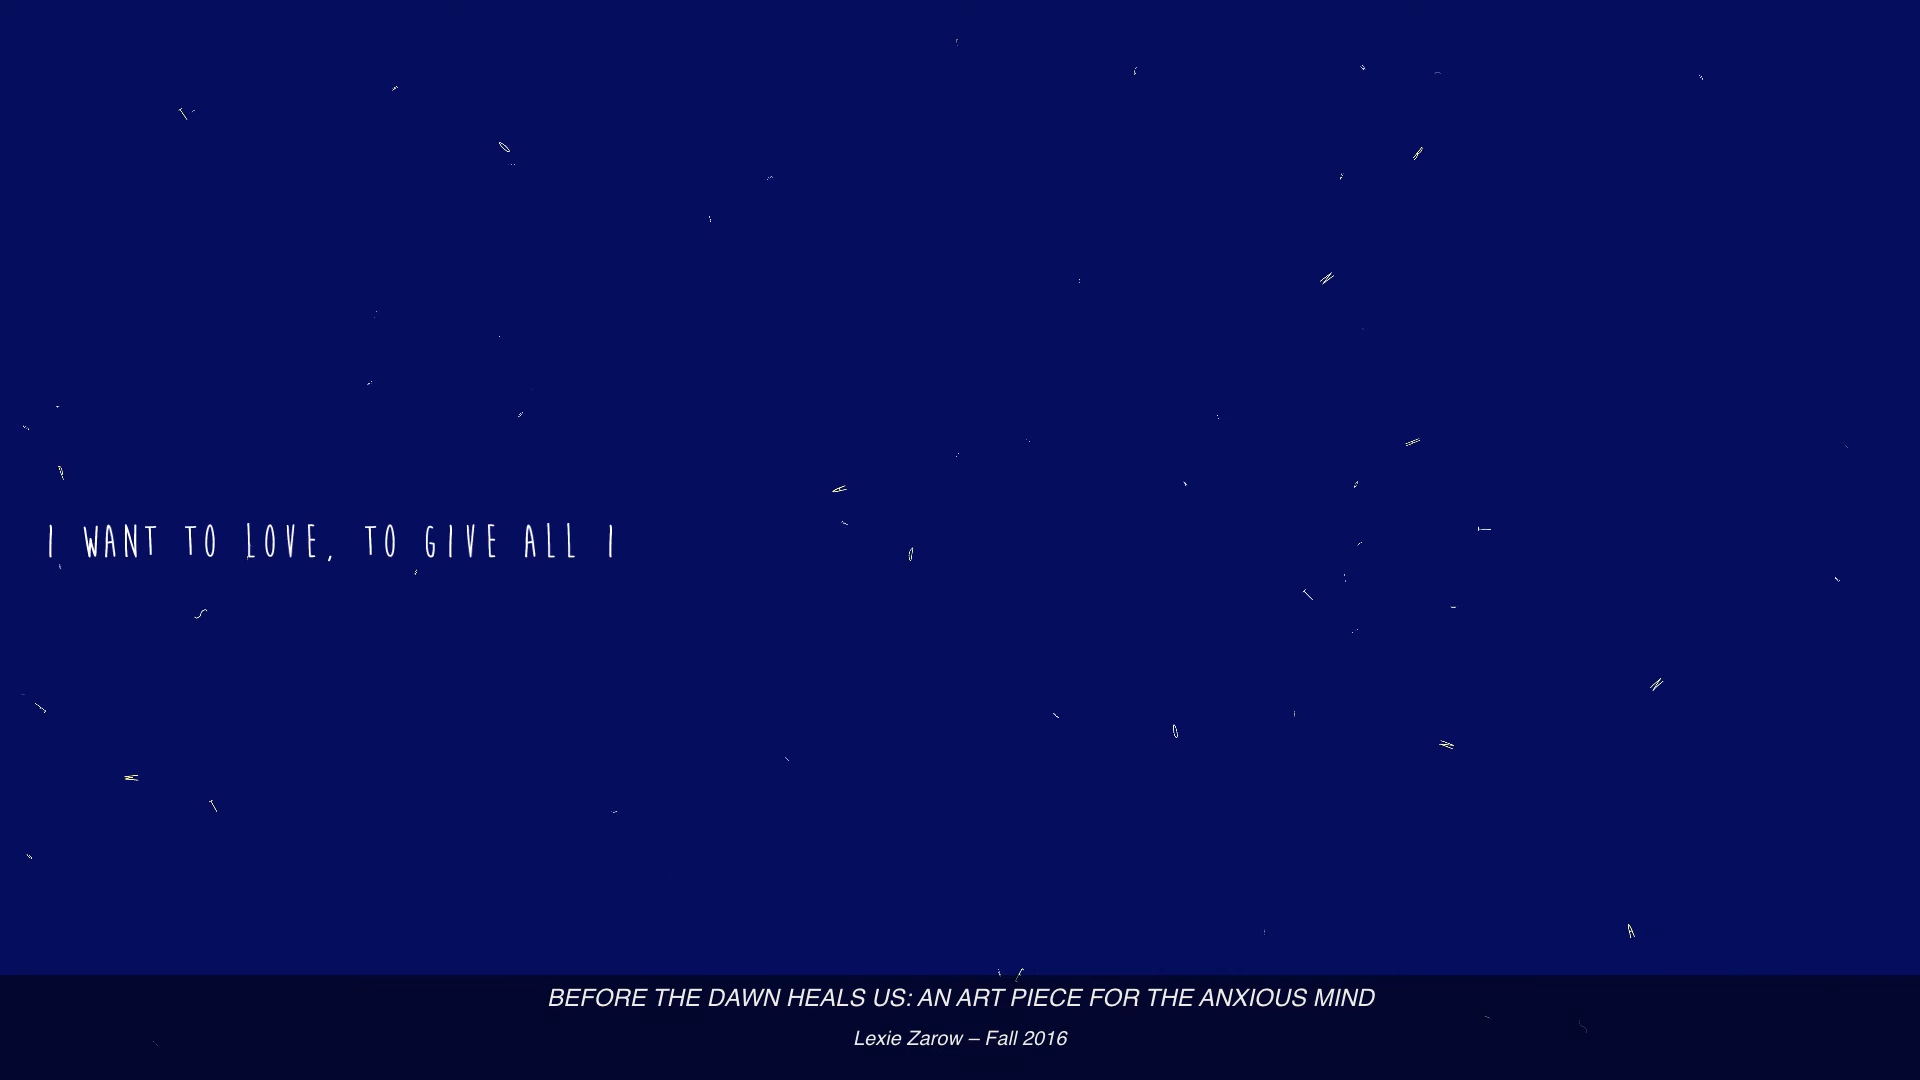 I WANT TO LOVE, TO GIVE ALL I
BEFORE THE DAWN HEALS US: AN ART PIECE FOR THE ANXIOUS MIND
Lexie Zarow – Fall 2016